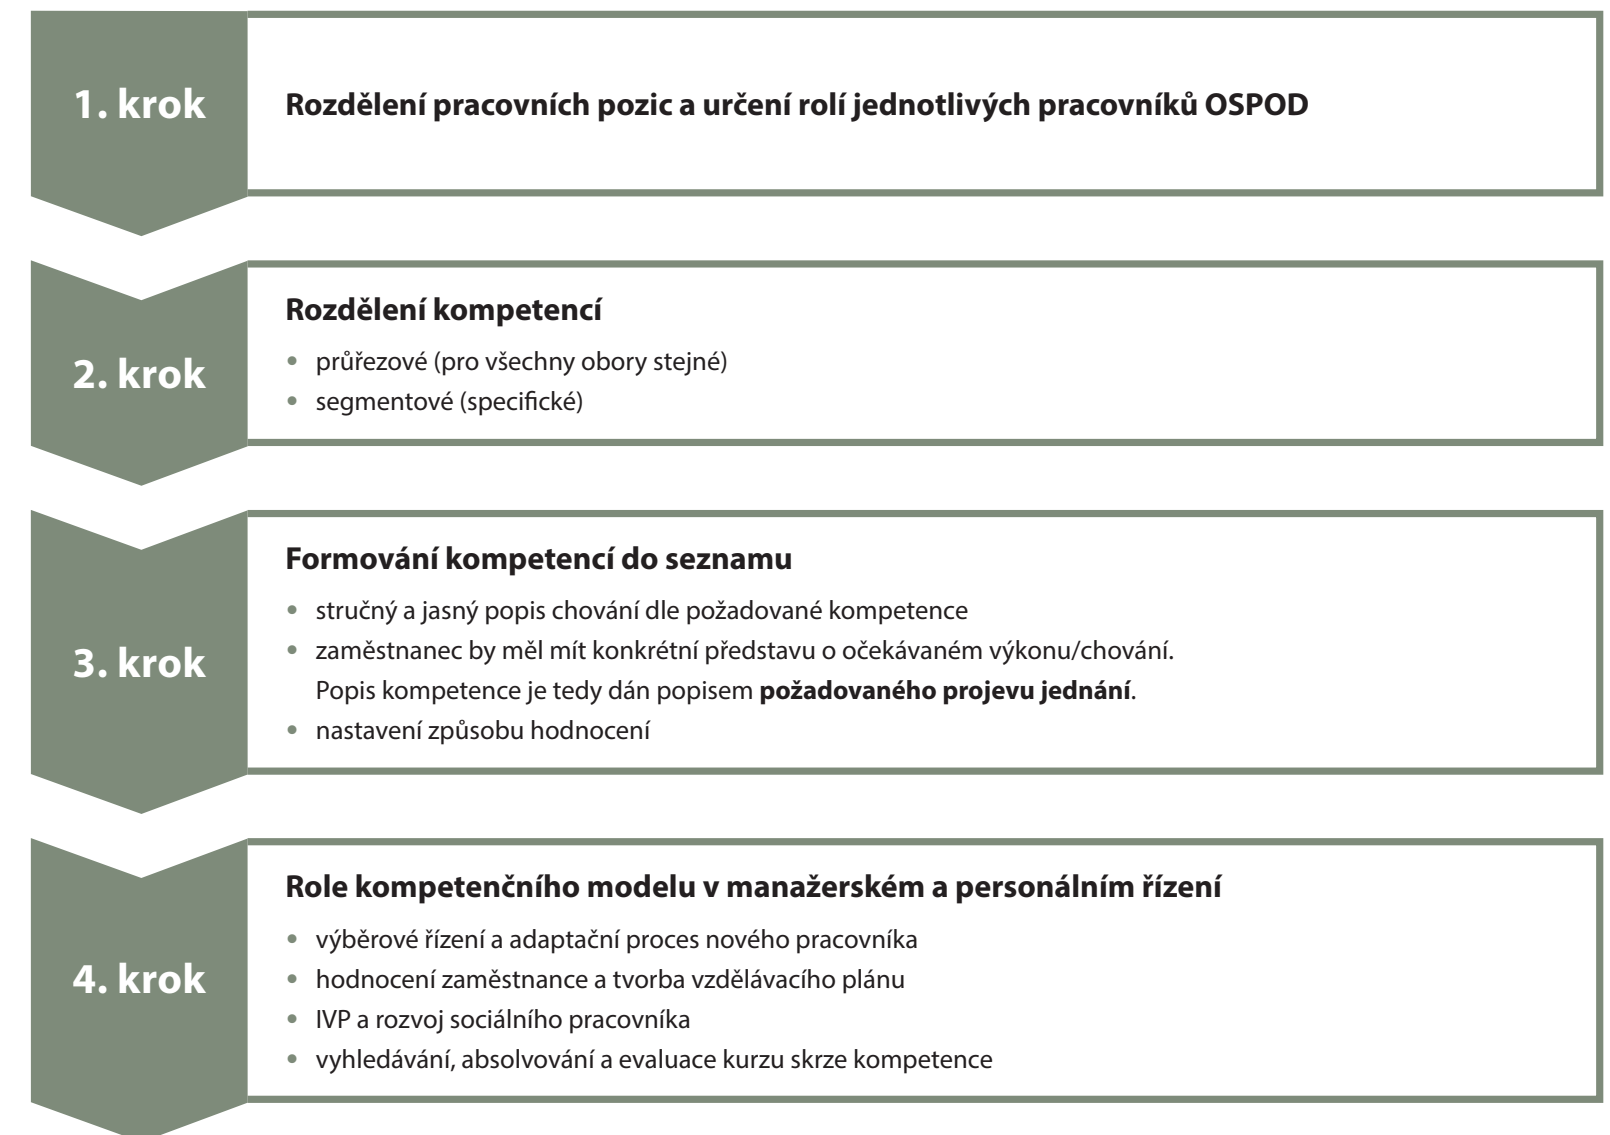 1. krok
Rozdělení pracovních pozic a určení rolí jednotlivých pracovníků OSPOD
2. krok
Rozdělení kompetencí
• průřezové (pro všechny obory stejné)
• segmentové (specifické)
3. krok
Formování kompetencí do seznamu
• stručný a jasný popis chování dle požadované kompetence
• zaměstnanec by měl mít konkrétní představu o očekávaném výkonu/chování.
Popis kompetence je tedy dán popisem požadovaného projevu jednání.
• nastavení způsobu hodnocení
4. krok
Role kompetenčního modelu v manažerském a personálním řízení
• výběrové řízení a adaptační proces nového pracovníka
• hodnocení zaměstnance a tvorba vzdělávacího plánu
• IVP a rozvoj sociálního pracovníka
• vyhledávání, absolvování a evaluace kurzu skrze kompetence